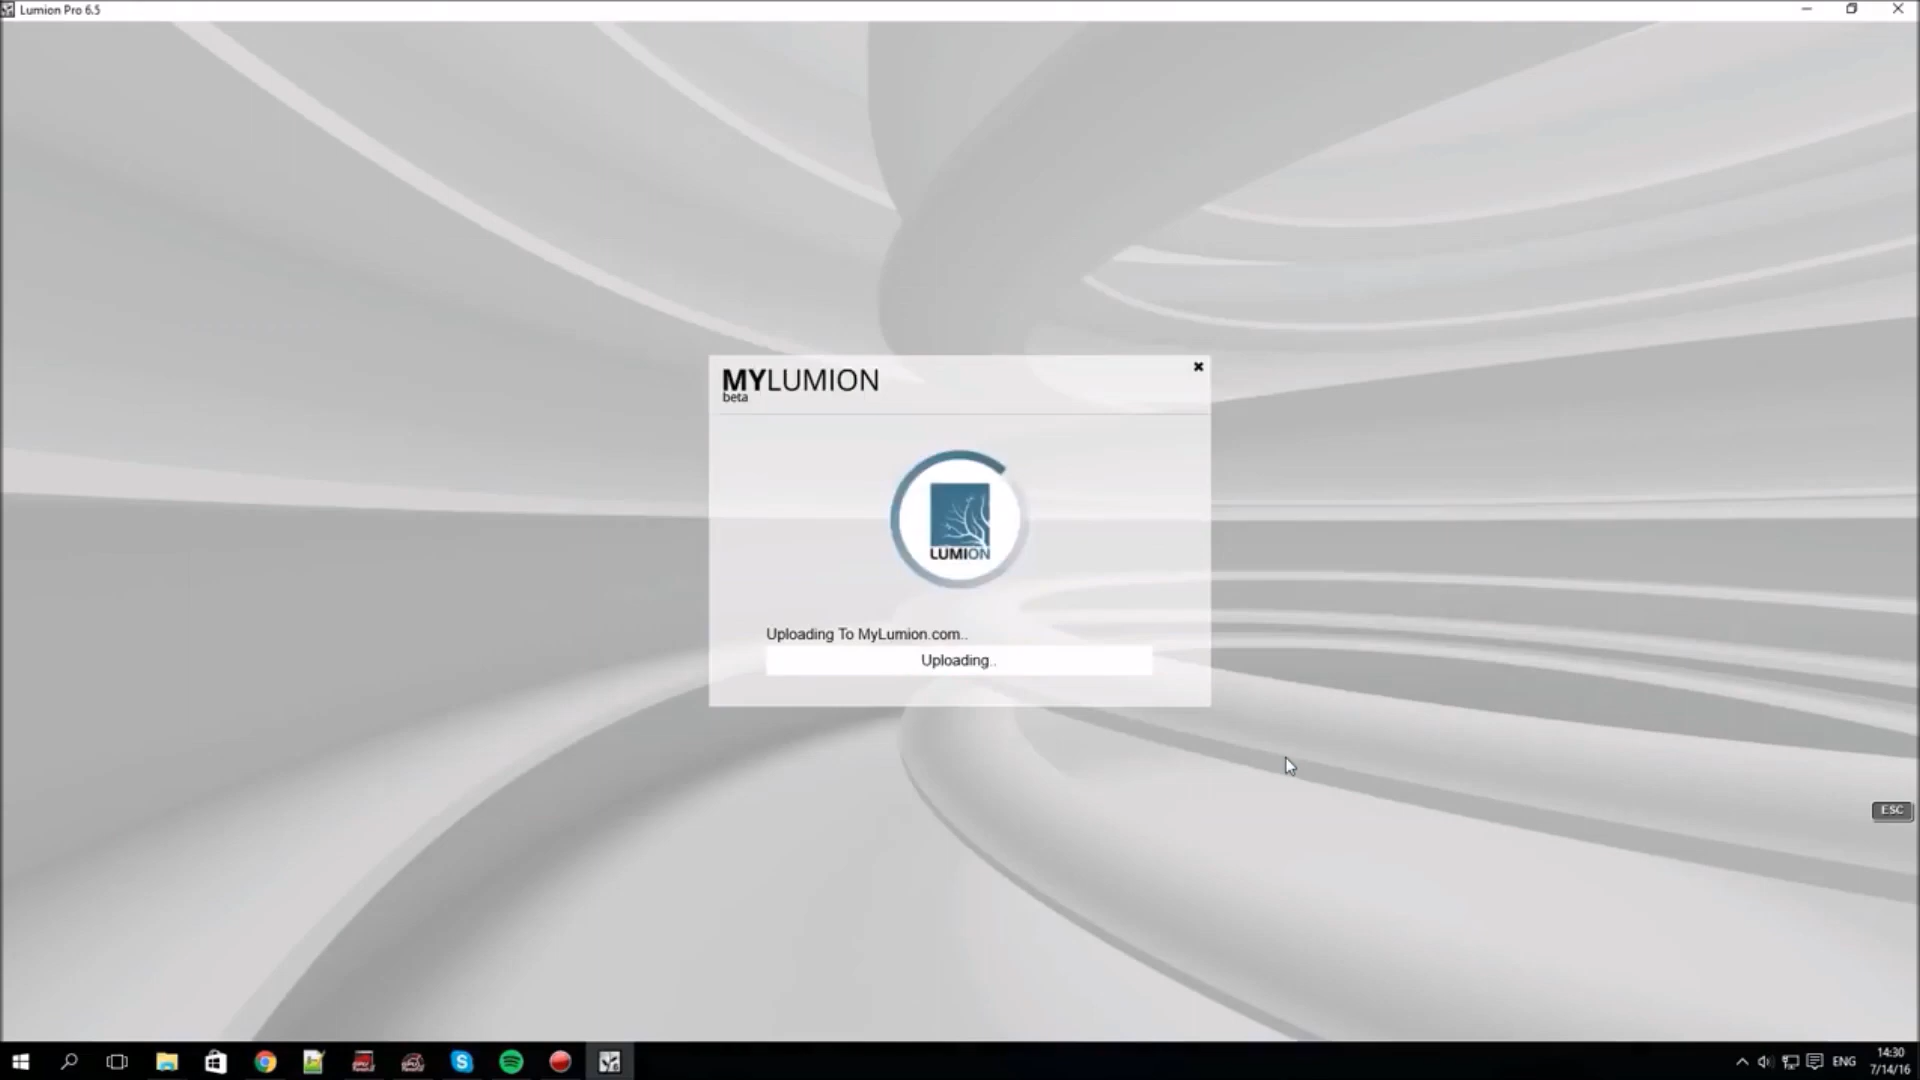 Lumion Pro 6.5
MYLUMION
beta
LUMION
Uploading To MyLumion.com..
Uploading..
ESC
ENG
14:30
7/14/16